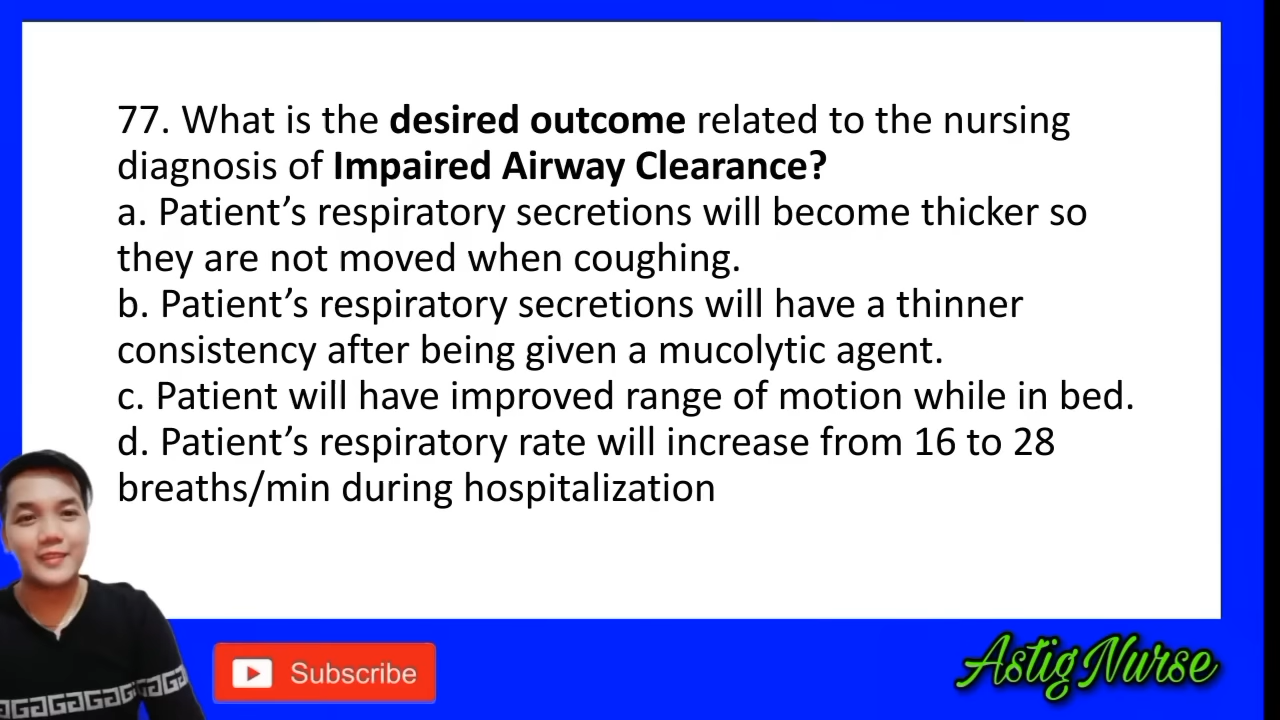 77. What is the desired outcome related to the nursing
diagnosis of Impaired Airway Clearance?
a. Patient’s respiratory secretions will become thicker so
they are not moved when coughing.
b. Patient’s respiratory secretions will have a thinner
consistency after being given a mucolytic agent.
c. Patient will have improved range of motion while in bed.
d. Patient’s respiratory rate will increase from 16 to 28
breaths/min during hospitalization
Subscribe
Astig Nurse